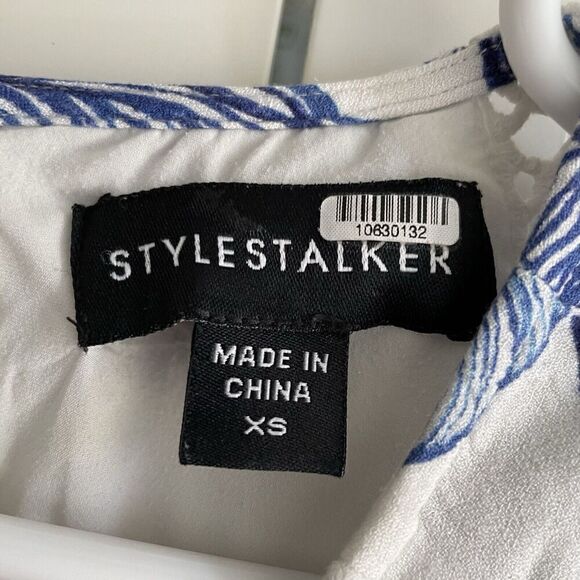 10630132
STYLESTALKER
MADE IN
CHINA
XS